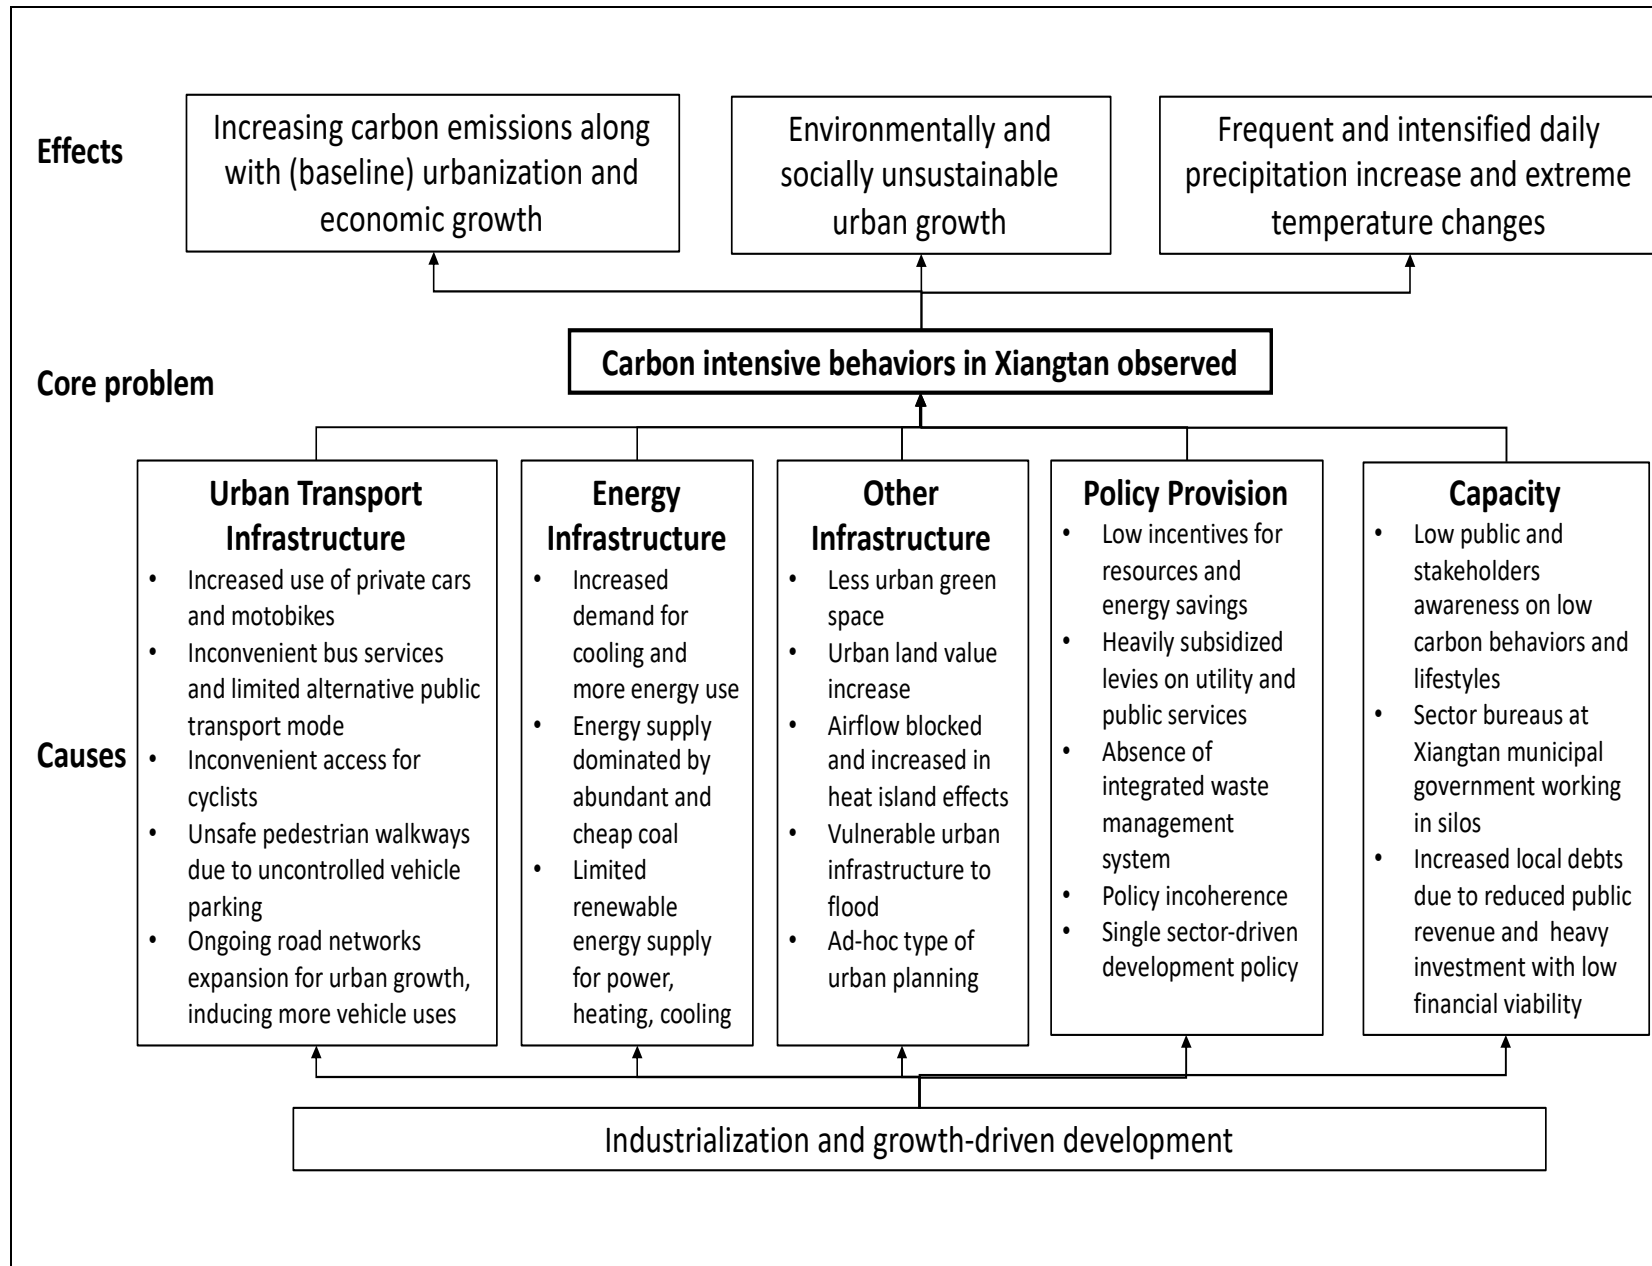 Effects
Increasing carbon emissions along
with (baseline) urbanization and
economic growth
Environmentally and
socially unsustainable
urban growth
Frequent and intensified daily
precipitation increase and extreme
temperature changes
Core problem
Carbon intensive behaviors in Xiangtan observed
Causes
Urban Transport
Infrastructure
• Increased use of private cars
and motobikes
• Inconvenient bus services
and limited alternative public
transport mode
• Inconvenient access for
cyclists
• Unsafe pedestrian walkways
due to uncontrolled vehicle
parking
• Ongoing road networks
expansion for urban growth,
inducing more vehicle uses
Energy
Infrastructure
• Increased
demand for
cooling and
more energy use
• Energy supply
dominated by
abundant and
cheap coal
• Limited
renewable
energy supply
for power,
heating, cooling
Other
Infrastructure
• Less urban green
space
• Urban land value
increase
• Airflow blocked
and increased in
heat island effects
• Vulnerable urban
infrastructure to
flood
• Ad-hoc type of
urban planning
Policy Provision
• Low incentives for
resources and
energy savings
• Heavily subsidized
levies on utility and
public services
• Absence of
integrated waste
management
system
• Policy incoherence
• Single sector-driven
development policy
Capacity
• Low public and
stakeholders
awareness on low
carbon behaviors and
lifestyles
• Sector bureaus at
Xiangtan municipal
government working
in silos
• Increased local debts
due to reduced public
revenue and heavy
investment with low
financial viability
Industrialization and growth-driven development